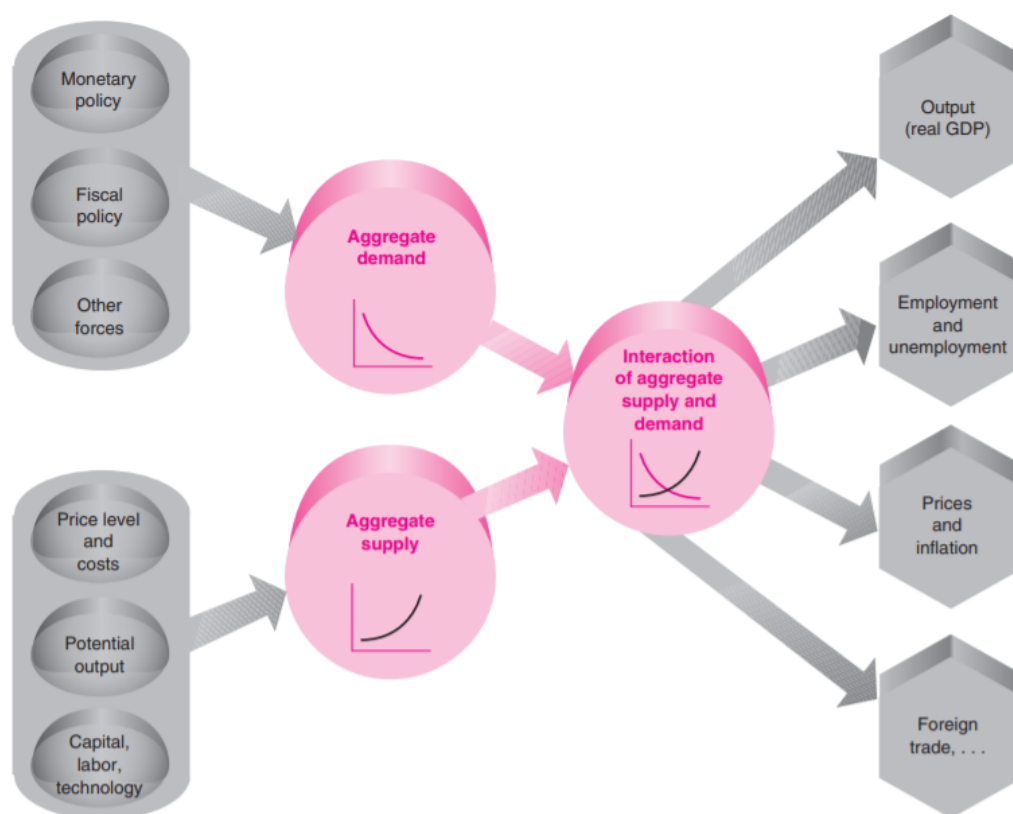 Monetary
policy
Fiscal
policy
Other
forces
Price level
and
costs
Potential
output
Capital,
labor,
technology
Aggregate
demand
Aggregate
supply
Interaction
of aggregate
supply and
demand
Output
(real GDP)
Employment
and
unemployment
Prices
and
inflation
Foreign
trade, . . .